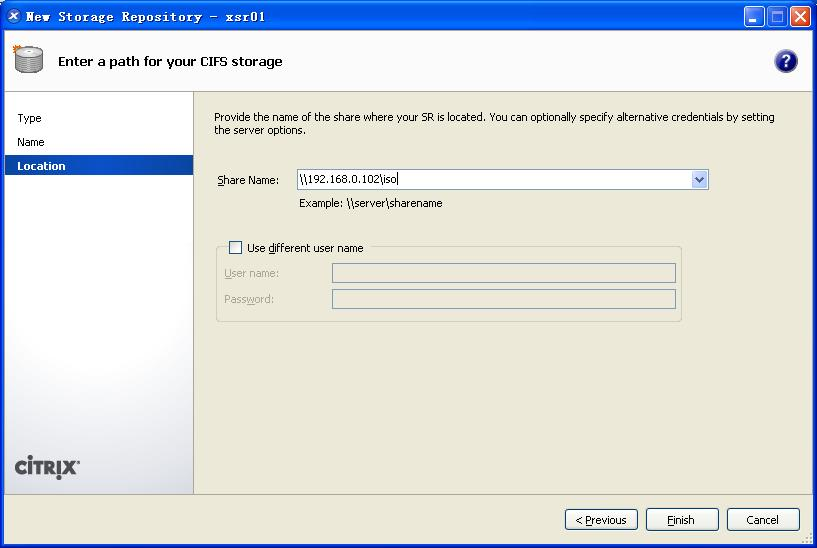 New Storage Repository - xsr01
Enter a path for your CIFS storage
?
Type
Name
Location
Provide the name of the share where your SR is located. You can optionally specify alternative credentials by setting
the server options.
Share Name: \\192.168.0.102\iso
Example: \\server\sharename
Use different user name
User name:
Password:
CITRIX
< Previous Finish Cancel